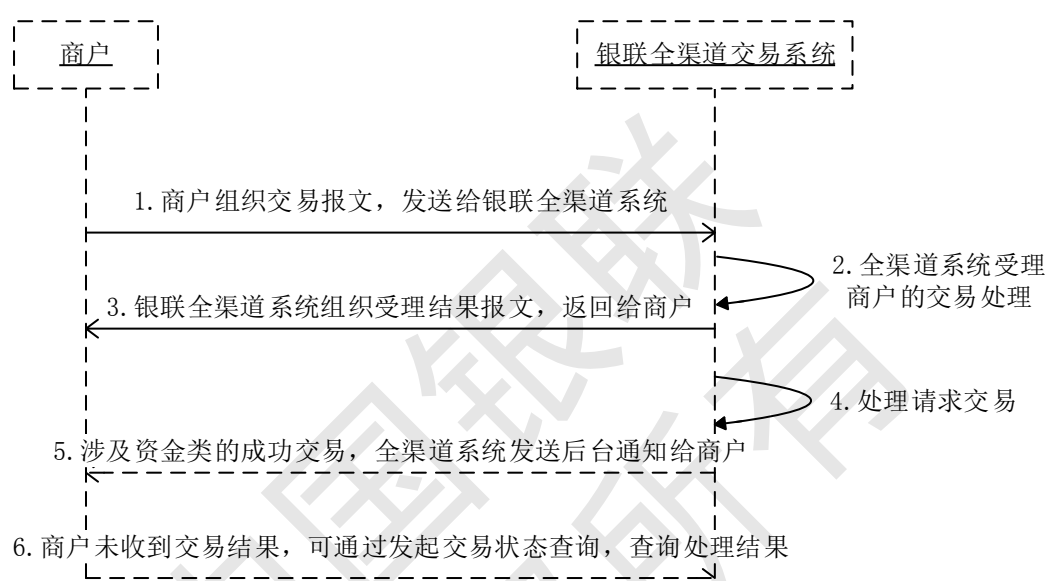 商户
银联全渠道交易系统
1.商户组织交易报文，发送给银联全渠道系统
2.全渠道系统受理
商户的交易处理
3.银联全渠道系统组织受理结果报文，返回给商户
4.处理请求交易
5.涉及资金类的成功交易，全渠道系统发送后台通知给商户
6.商户未收到交易结果，可通过发起交易状态查询，查询处理结果
国银联
所有